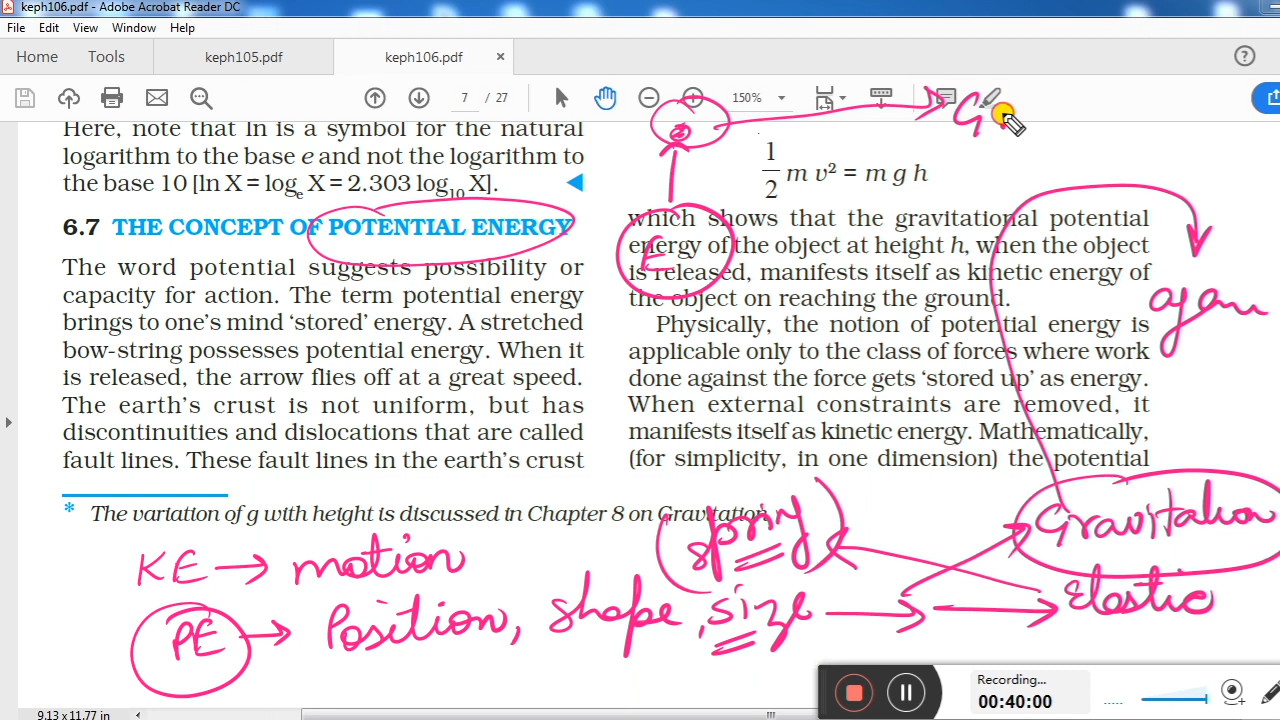 keph106.pdf - Adobe Acrobat Reader DC
File Edit View Window Help
Home Tools keph105.pdf keph106.pdf ×
7 / 27 150%
Here, note that ln is a symbol for the natural
logarithm to the base e and not the logarithm to
the base 10 [ln X = logₑ X = 2.303 log₁₀ X].
6.7 THE CONCEPT OF POTENTIAL ENERGY
The word potential suggests possibility or
capacity for action. The term potential energy
brings to one's mind 'stored' energy. A stretched
bow-string possesses potential energy. When it
is released, the arrow flies off at a great speed.
The earth's crust is not uniform, but has
discontinuities and dislocations that are called
fault lines. These fault lines in the earth's crust
* The variation of g with height is discussed in Chapter 8 on Gravitation
G
1/2 m v² = m g h
which shows that the gravitational potential
energy of the object at height h, when the object
is released, manifests itself as kinetic energy of
the object on reaching the ground.
E
Physically, the notion of potential energy is
applicable only to the class of forces where work
done against the force gets 'stored up' as energy.
When external constraints are removed, it
manifests itself as kinetic energy. Mathematically,
(for simplicity, in one dimension) the potential
(spring)
Gravitation
KE → motion
PE → Position, shape, size → → Elastic
Recording...
00:40:00
9.13 x 11.77 in